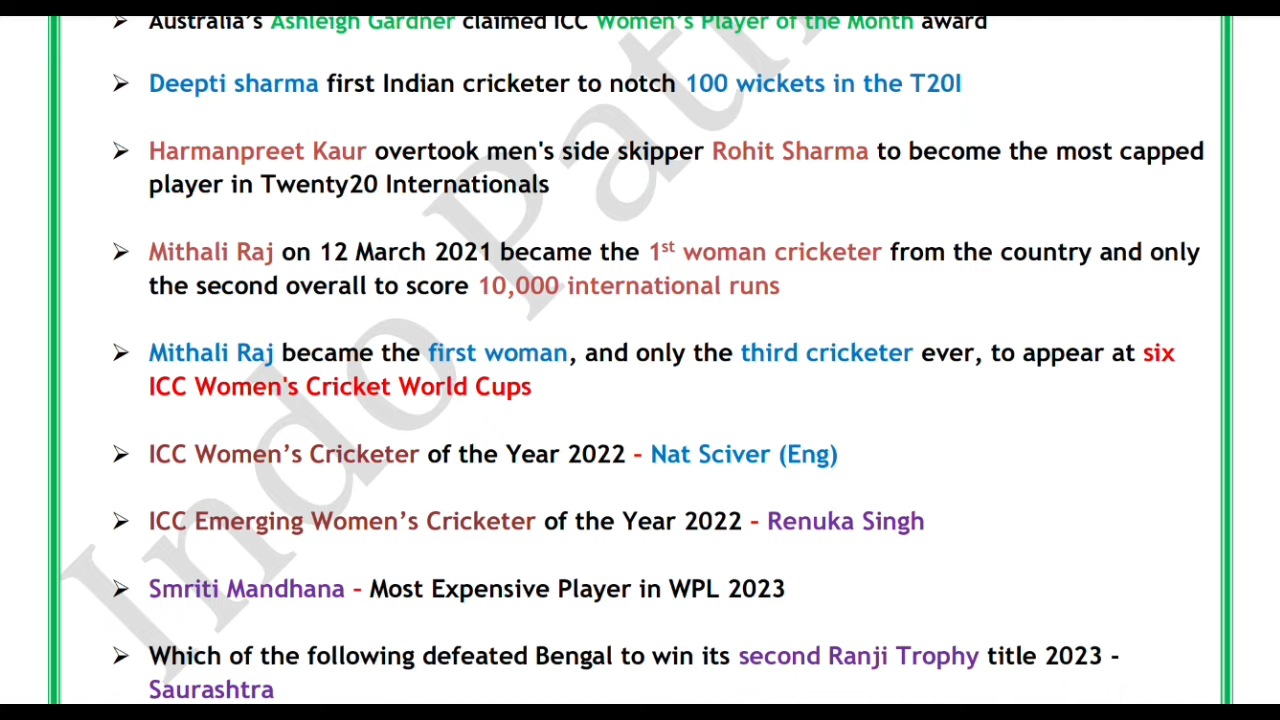 Australia's Ashleigh Gardner claimed ICC Women's Player of the Month award
➢ Deepti sharma first Indian cricketer to notch 100 wickets in the T20I
➢ Harmanpreet Kaur overtook men's side skipper Rohit Sharma to become the most capped
player in Twenty20 Internationals
➢ Mithali Raj on 12 March 2021 became the 1st woman cricketer from the country and only
the second overall to score 10,000 international runs
➢ Mithali Raj became the first woman, and only the third cricketer ever, to appear at six
ICC Women's Cricket World Cups
➢ ICC Women’s Cricketer of the Year 2022 – Nat Sciver (Eng)
➢ ICC Emerging Women’s Cricketer of the Year 2022 – Renuka Singh
➢ Smriti Mandhana – Most Expensive Player in WPL 2023
➢ Which of the following defeated Bengal to win its second Ranji Trophy title 2023 -
Saurashtra
Indo Pat